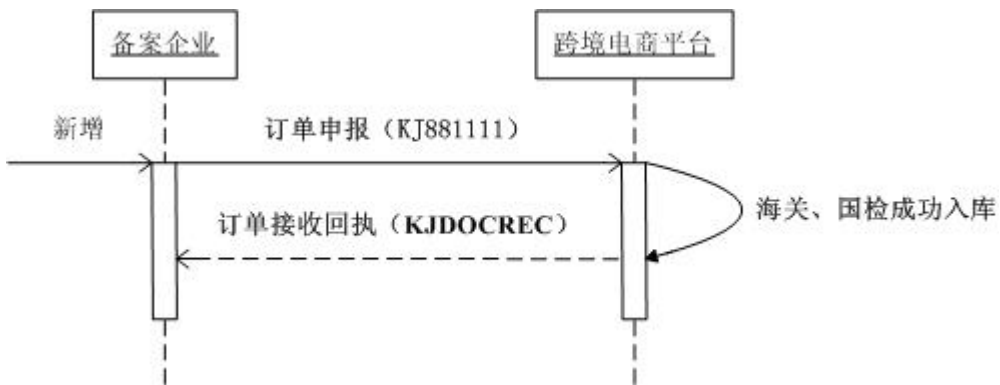 备案企业
跨境电商平台
新增
订单申报（KJ881111）
订单接收回执（KJDOCREC）
海关、国检成功入库